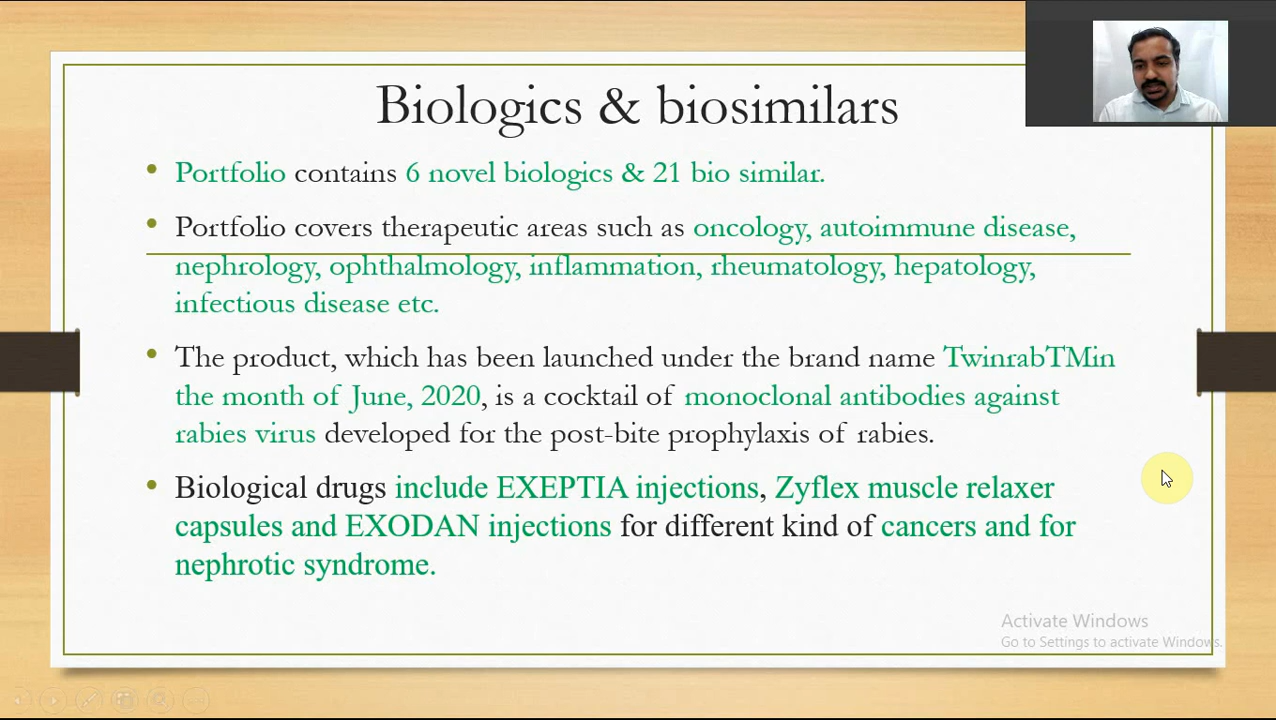 Biologics & biosimilars
• Portfolio contains 6 novel biologics & 21 bio similar.
• Portfolio covers therapeutic areas such as oncology, autoimmune disease,
nephrology, ophthalmology, inflammation, rheumatology, hepatology,
infectious disease etc.
• The product, which has been launched under the brand name TwinrabTMin
the month of June, 2020, is a cocktail of monoclonal antibodies against
rabies virus developed for the post-bite prophylaxis of rabies.
• Biological drugs include EXEPTIA injections, Zyflex muscle relaxer
capsules and EXODAN injections for different kind of cancers and for
nephrotic syndrome.
Activate Windows
Go to Settings to activate Windows.